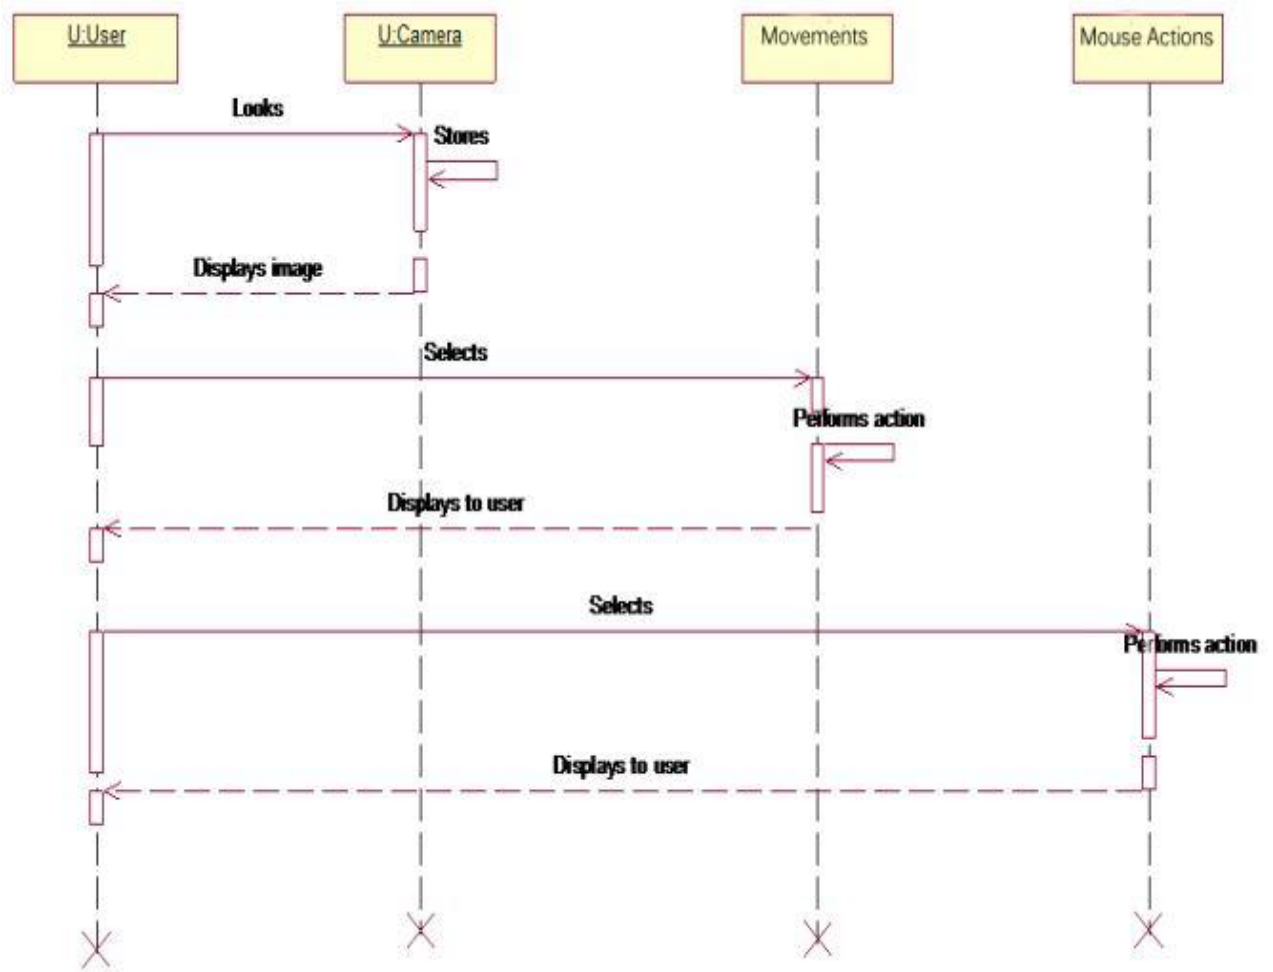 U:User
U:Camera
Movements
Mouse Actions
Looks
Stores
Displays image
Selects
Performs action
Displays to user
Selects
Performs action
Displays to user